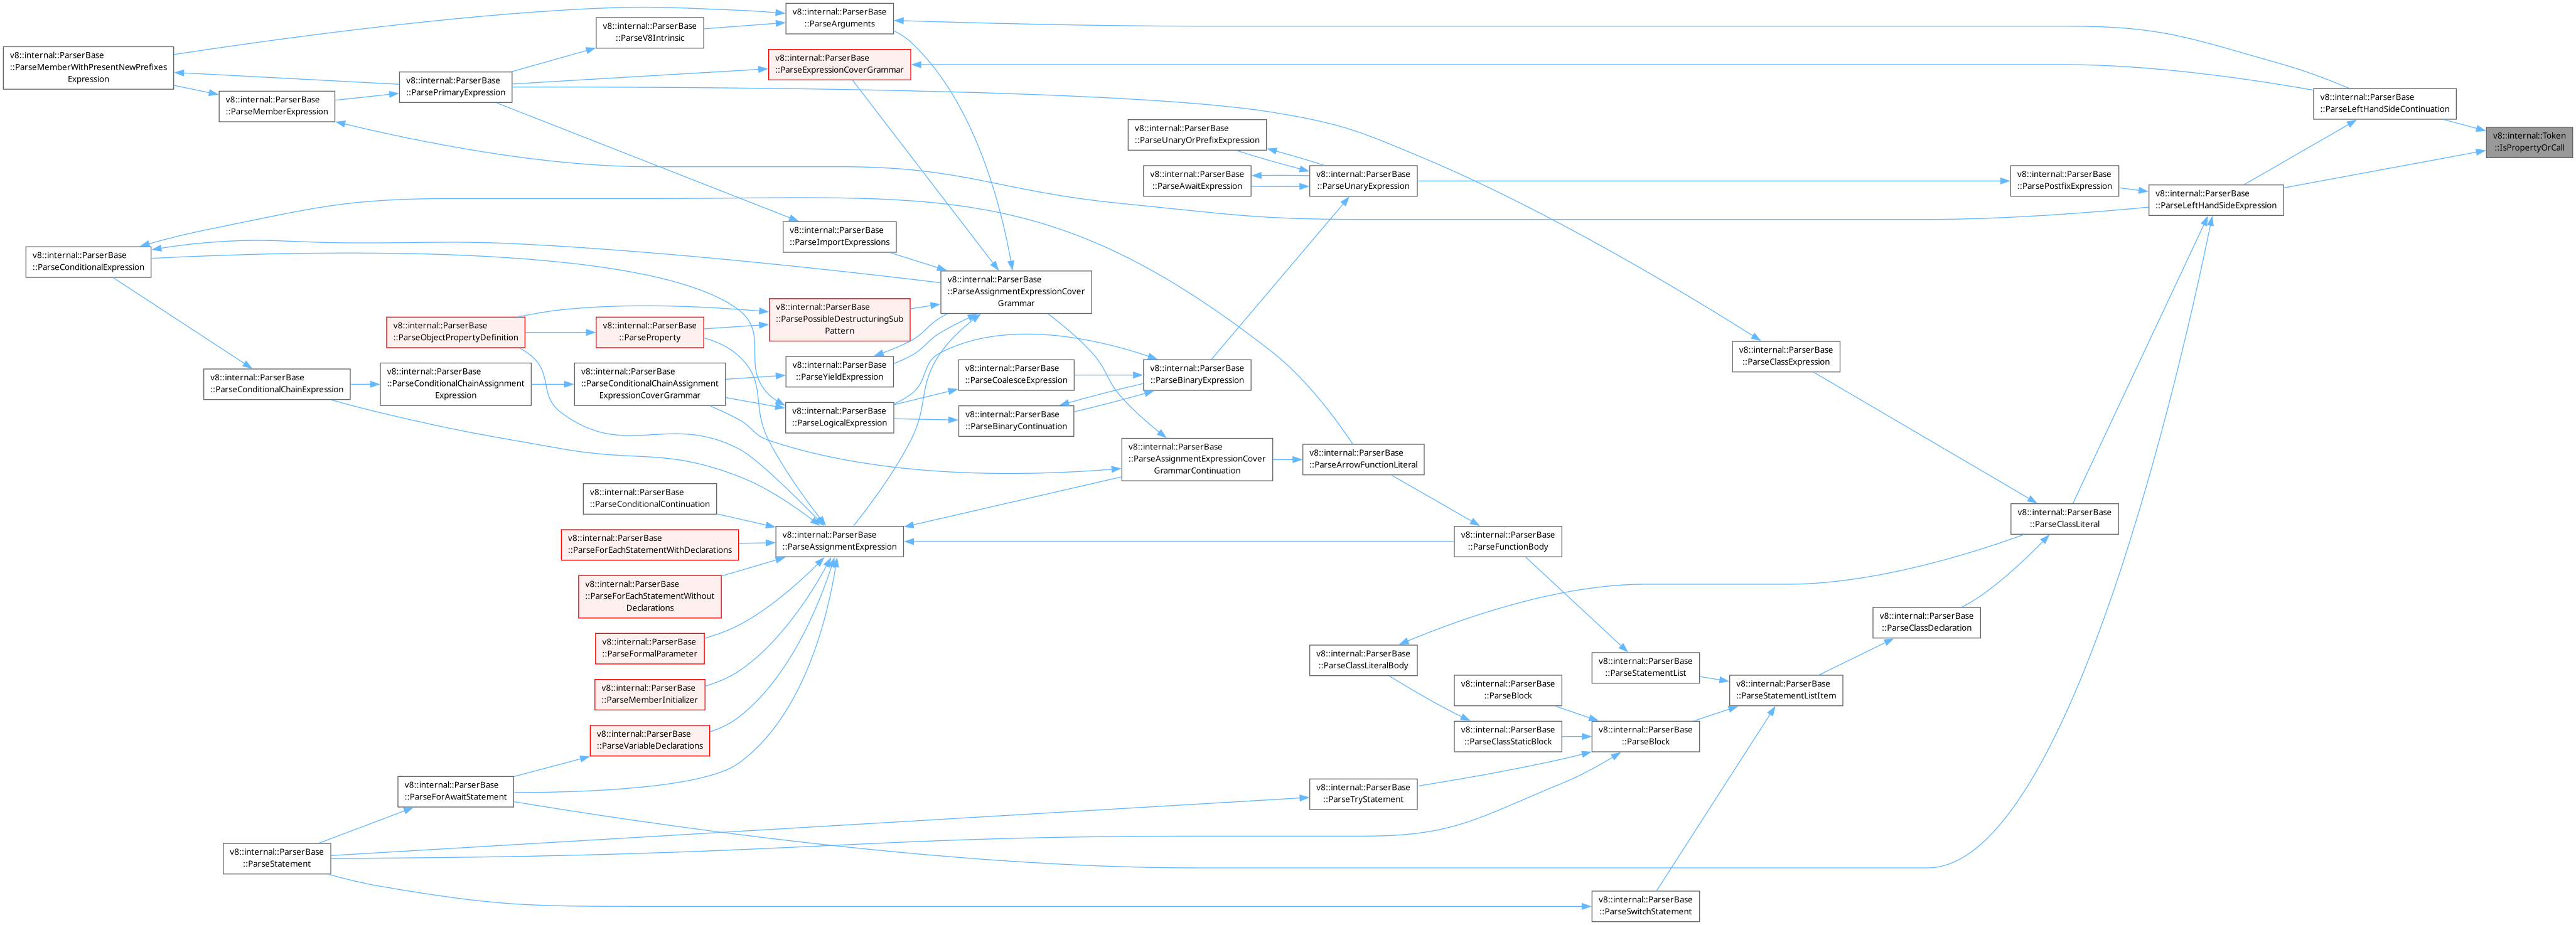 v8::internal::ParserBase
::ParseArguments
v8::internal::ParserBase
::ParseV8Intrinsic
v8::internal::ParserBase
::ParseMemberWithPresentNewPrefixes
Expression
v8::internal::ParserBase
::ParseExpressionCoverGrammar
v8::internal::ParserBase
::ParsePrimaryExpression
v8::internal::ParserBase
::ParseMemberExpression
v8::internal::ParserBase
::ParseLeftHandSideContinuation
v8::internal::Token
::IsPropertyOrCall
v8::internal::ParserBase
::ParseUnaryOrPrefixExpression
v8::internal::ParserBase
::ParseAwaitExpression
v8::internal::ParserBase
::ParseUnaryExpression
v8::internal::ParserBase
::ParsePostfixExpression
v8::internal::ParserBase
::ParseLeftHandSideExpression
v8::internal::ParserBase
::ParseImportExpressions
v8::internal::ParserBase
::ParseConditionalExpression
v8::internal::ParserBase
::ParseAssignmentExpressionCover
Grammar
v8::internal::ParserBase
::ParsePossibleDestructuringSub
Pattern
v8::internal::ParserBase
::ParseObjectPropertyDefinition
v8::internal::ParserBase
::ParseProperty
v8::internal::ParserBase
::ParseClassExpression
v8::internal::ParserBase
::ParseConditionalChainExpression
v8::internal::ParserBase
::ParseConditionalChainAssignment
Expression
v8::internal::ParserBase
::ParseConditionalChainAssignment
ExpressionCoverGrammar
v8::internal::ParserBase
::ParseYieldExpression
v8::internal::ParserBase
::ParseCoalesceExpression
v8::internal::ParserBase
::ParseBinaryExpression
v8::internal::ParserBase
::ParseLogicalExpression
v8::internal::ParserBase
::ParseBinaryContinuation
v8::internal::ParserBase
::ParseAssignmentExpressionCover
GrammarContinuation
v8::internal::ParserBase
::ParseArrowFunctionLiteral
v8::internal::ParserBase
::ParseConditionalContinuation
v8::internal::ParserBase
::ParseClassLiteral
v8::internal::ParserBase
::ParseForEachStatementWithDeclarations
v8::internal::ParserBase
::ParseAssignmentExpression
v8::internal::ParserBase
::ParseFunctionBody
v8::internal::ParserBase
::ParseForEachStatementWithout
Declarations
v8::internal::ParserBase
::ParseClassDeclaration
v8::internal::ParserBase
::ParseFormalParameter
v8::internal::ParserBase
::ParseClassLiteralBody
v8::internal::ParserBase
::ParseStatementList
v8::internal::ParserBase
::ParseMemberInitializer
v8::internal::ParserBase
::ParseBlock
v8::internal::ParserBase
::ParseStatementListItem
v8::internal::ParserBase
::ParseVariableDeclarations
v8::internal::ParserBase
::ParseClassStaticBlock
v8::internal::ParserBase
::ParseBlock
v8::internal::ParserBase
::ParseForAwaitStatement
v8::internal::ParserBase
::ParseTryStatement
v8::internal::ParserBase
::ParseStatement
v8::internal::ParserBase
::ParseSwitchStatement